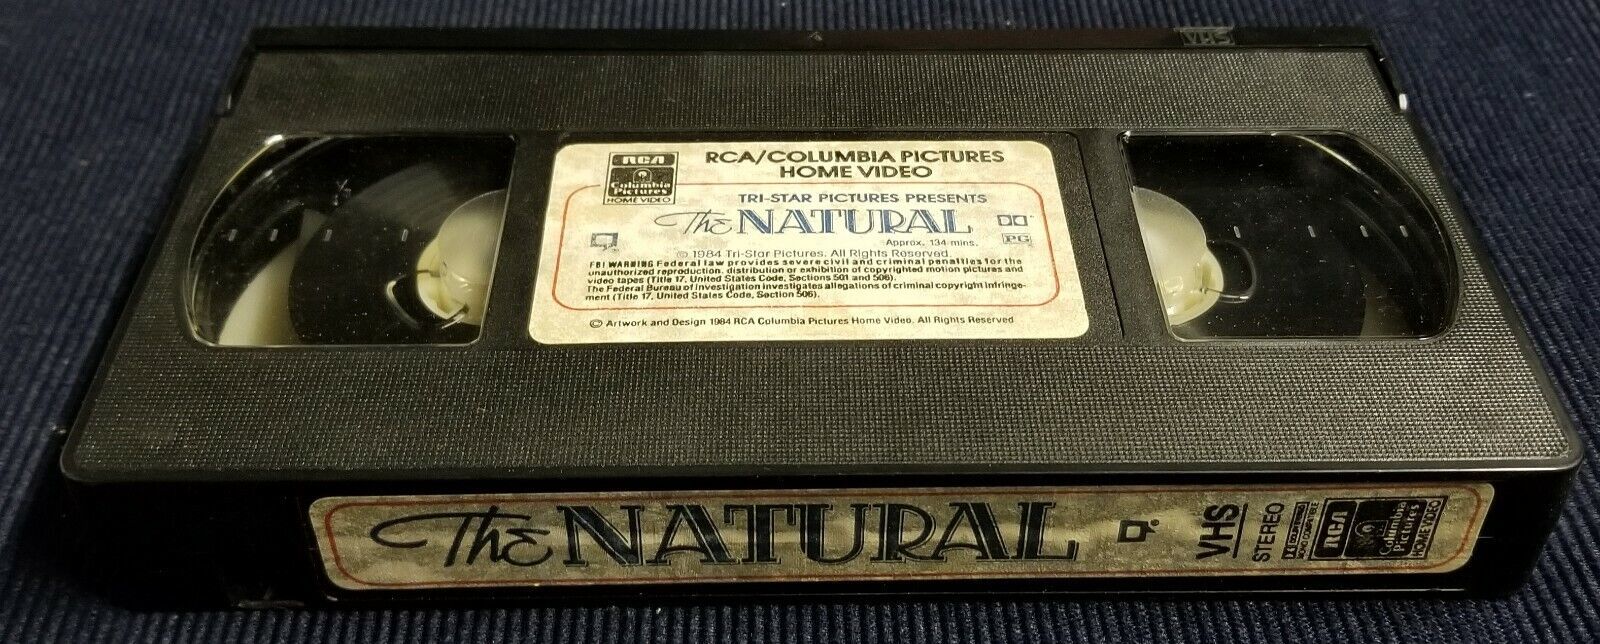 VHS
RCA
Columbia
Pictures
HOME VIDEO
RCA/COLUMBIA PICTURES
HOME VIDEO
TRI-STAR PICTURES PRESENTS
The NATURAL
Approx. 134 mins.
PG
© 1984 Tri-Star Pictures. All Rights Reserved.
FBI WARNING Federal law provides severe civil and criminal penalties for the
unauthorized reproduction, distribution or exhibition of copyrighted motion pictures and
video tapes (Title 17, United States Code, Sections 501 and 506).
The Federal Bureau of Investigation investigates allegations of criminal copyright infringe-
ment (Title 17, United States Code, Section 506).
© Artwork and Design 1984 RCA Columbia Pictures Home Video. All Rights Reserved
The NATURAL
VHS
STEREO
RCA
Columbia
Pictures
HOME VIDEO